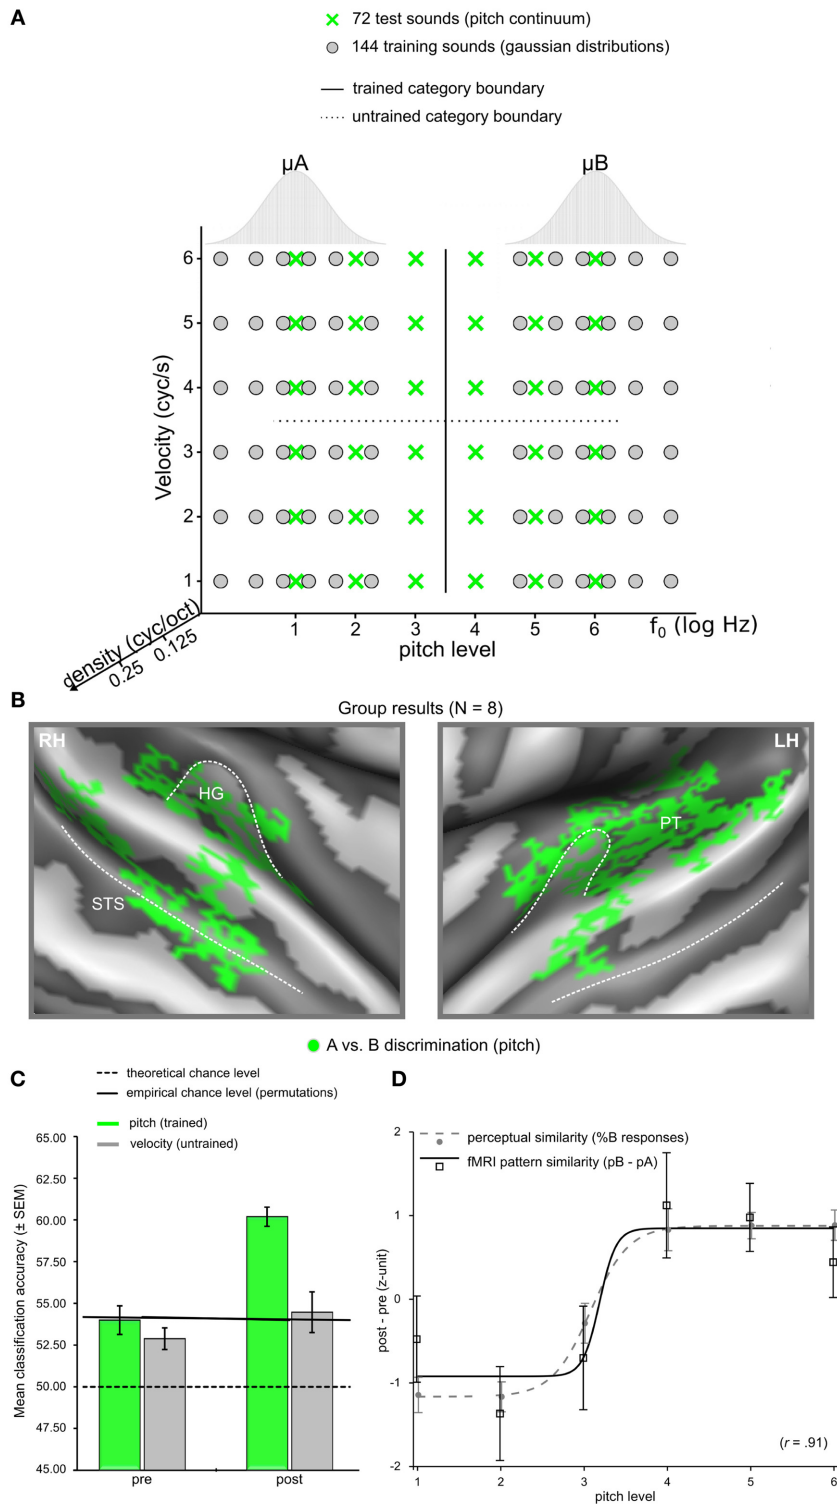 A
72 test sounds (pitch continuum)
144 training sounds (gaussian distributions)
trained category boundary
untrained category boundary
μA
μB
6
5
4
3
2
1
Velocity (cyc/s)
density (cyc/oct)
0.125
0.25
1 2 3 4 5 6
f0 (log Hz)
pitch level
B
Group results (N = 8)
RH
HG
STS
LH
PT
A vs. B discrimination (pitch)
C
theoretical chance level
empirical chance level (permutations)
pitch (trained)
velocity (untrained)
65.00
62.50
60.00
57.50
55.00
52.50
50.00
47.50
45.00
Mean classification accuracy (± SEM)
pre
post
D
perceptual similarity (%B responses)
fMRI pattern similarity (pB - pA)
2
1
0
-1
-2
post - pre (z-unit)
(r = .91)
1 2 3 4 5 6
pitch level